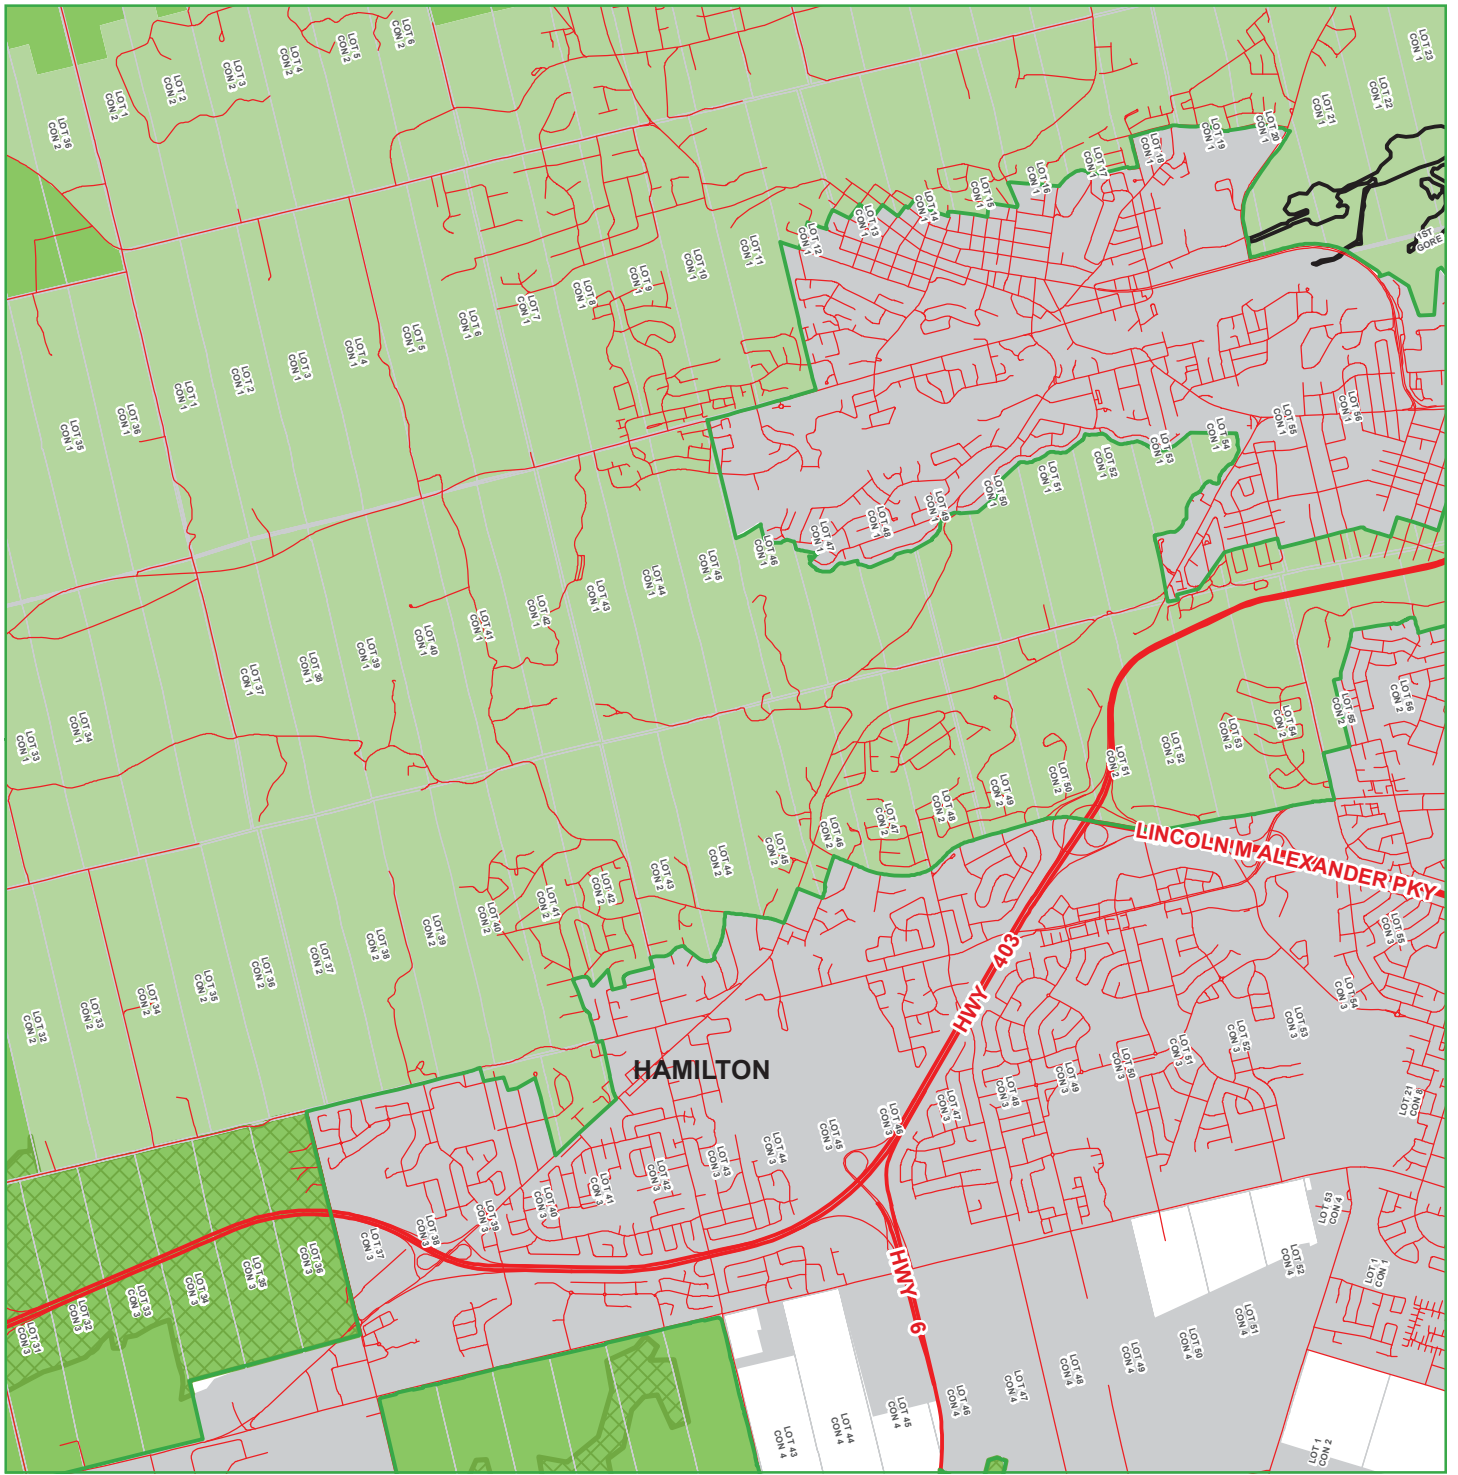 LOT 6
CON 2
LOT 5
CON 2
LOT 4
CON 2
LOT 3
CON 2
LOT 2
CON 2
LOT 1
CON 2
LOT 36
CON 2
LOT 23
CON 1
LOT 22
CON 1
LOT 21
CON 1
LOT 20
CON 1
LOT 19
CON 1
LOT 18
CON 1
LOT 17
CON 1
LOT 16
CON 1
LOT 15
CON 1
LOT 14
CON 1
LOT 13
CON 1
LOT 12
CON 1
LOT 11
CON 1
LOT 10
CON 1
LOT 9
CON 1
LOT 8
CON 1
LOT 7
CON 1
LOT 6
CON 1
LOT 5
CON 1
LOT 4
CON 1
LOT 3
CON 1
LOT 2
CON 1
LOT 1
CON 1
LOT 36
CON 1
LOT 35
CON 1
1ST
GORE
LOT 56
CON 1
LOT 55
CON 1
LOT 54
CON 1
LOT 53
CON 1
LOT 52
CON 1
LOT 51
CON 1
LOT 50
CON 1
LOT 49
CON 1
LOT 48
CON 1
LOT 47
CON 1
LOT 46
CON 1
LOT 45
CON 1
LOT 44
CON 1
LOT 43
CON 1
LOT 42
CON 1
LOT 41
CON 1
LOT 40
CON 1
LOT 39
CON 1
LOT 38
CON 1
LOT 37
CON 1
LOT 34
CON 1
LOT 33
CON 1
LOT 56
CON 2
LOT 55
CON 2
LOT 54
CON 2
LOT 53
CON 2
LOT 52
CON 2
LOT 51
CON 2
LOT 50
CON 2
LOT 49
CON 2
LOT 48
CON 2
LOT 47
CON 2
LOT 46
CON 2
LOT 45
CON 2
LOT 44
CON 2
LOT 43
CON 2
LOT 42
CON 2
LOT 41
CON 2
LOT 40
CON 2
LOT 39
CON 2
LOT 38
CON 2
LOT 37
CON 2
LOT 36
CON 2
LOT 35
CON 2
LOT 34
CON 2
LOT 33
CON 2
LOT 32
CON 2
LINCOLN M ALEXANDER PKY
HWY 403
HAMILTON
LOT 55
CON 3
LOT 54
CON 3
LOT 53
CON 3
LOT 52
CON 3
LOT 51
CON 3
LOT 50
CON 3
LOT 49
CON 3
LOT 48
CON 3
LOT 47
CON 3
LOT 46
CON 3
LOT 45
CON 3
LOT 44
CON 3
LOT 43
CON 3
LOT 42
CON 3
LOT 41
CON 3
LOT 40
CON 3
LOT 39
CON 3
LOT 38
CON 3
LOT 37
CON 3
LOT 36
CON 3
LOT 35
CON 3
LOT 34
CON 3
LOT 33
CON 3
LOT 32
CON 3
LOT 31
CON 3
LOT 21
CON 8
HWY 6
LOT 53
CON 4
LOT 52
CON 4
LOT 51
CON 4
LOT 50
CON 4
LOT 49
CON 4
LOT 48
CON 4
LOT 47
CON 4
LOT 46
CON 4
LOT 45
CON 4
LOT 44
CON 4
LOT 43
CON 4
LOT 1
CON 1
LOT 1
CON 2